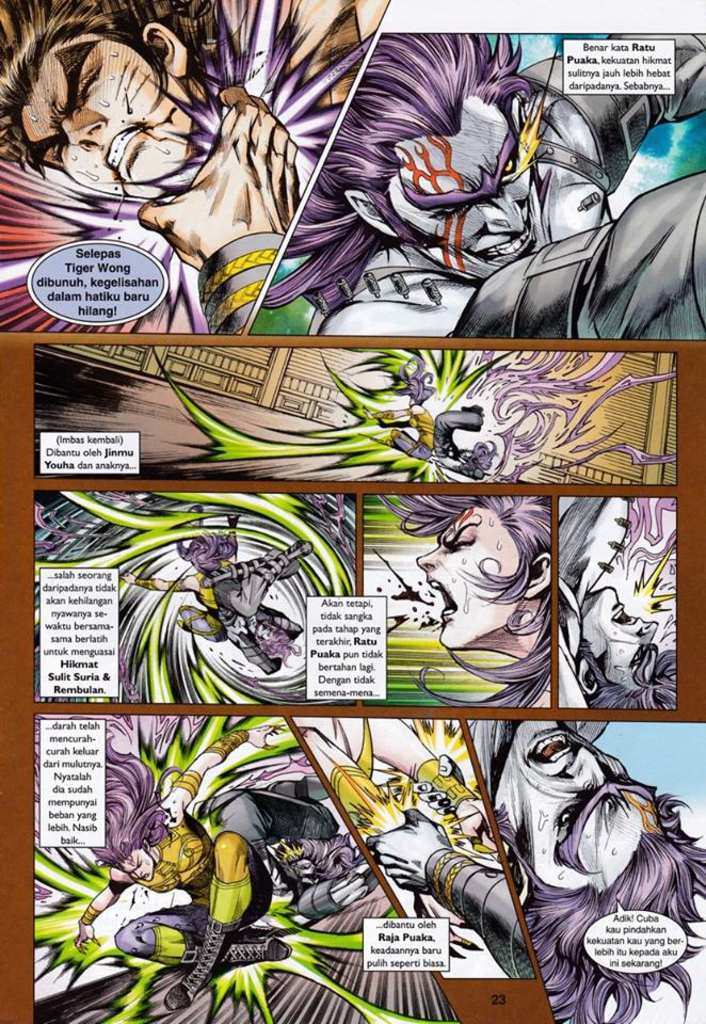 Selepas
Tiger Wong
dibunuh, kegelisahan
dalam hatiku baru
hilang!
Benar kata Ratu
Puaka, kekuatan hikmat
sulitnya jauh lebih hebat
daripadanya. Sebabnya...
(Imbas kembali)
Dibantu oleh Jinmu
Youha dan anaknya...
...salah seorang
daripadanya tidak
akan kehilangan
nyawanya se-
waktu bersama-
sama berlatih
untuk menguasai
Hikmat
Sulit Suria &
Rembulan.
Akan tetapi,
tidak sangka
pada tahap yang
terakhir, Ratu
Puaka pun tidak
bertahan lagi.
Dengan tidak
semena-mena...
...darah telah
mencurah-
curah keluar
dari mulutnya.
Nyatalah
dia sudah
mempunyai
beban yang
lebih. Nasib
baik...
...dibantu oleh
Raja Puaka,
keadaannya baru
pulih seperti biasa.
Adik! Cuba
kau pindahkan
kekuatan kau yang ber-
lebihan kepada aku
ini sekarang!
23